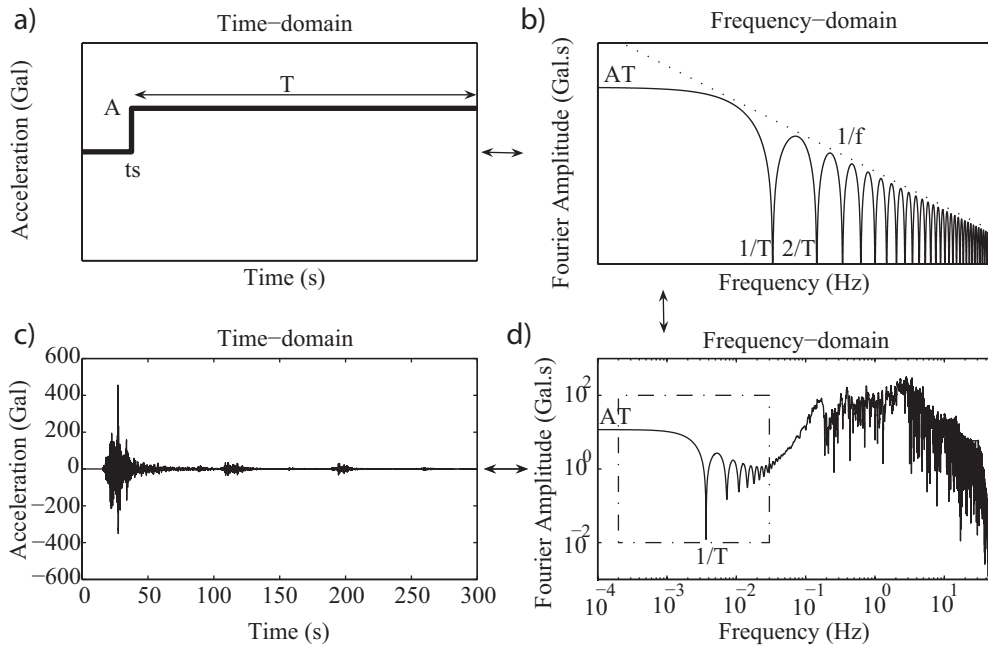 a)
Time−domain
Acceleration (Gal)
A
T
ts
Time (s)
b)
Frequency−domain
Fourier Amplitude (Gal.s)
AT
1/f
1/T
2/T
Frequency (Hz)
c)
Time−domain
Acceleration (Gal)
600
400
200
0
−200
−400
−600
0 50 100 150 200 250 300
Time (s)
d)
Frequency−domain
Fourier Amplitude (Gal.s)
10^2
10^0
10^−2
AT
1/T
10^−4 10^−3 10^−2 10^−1 10^0 10^1
Frequency (Hz)